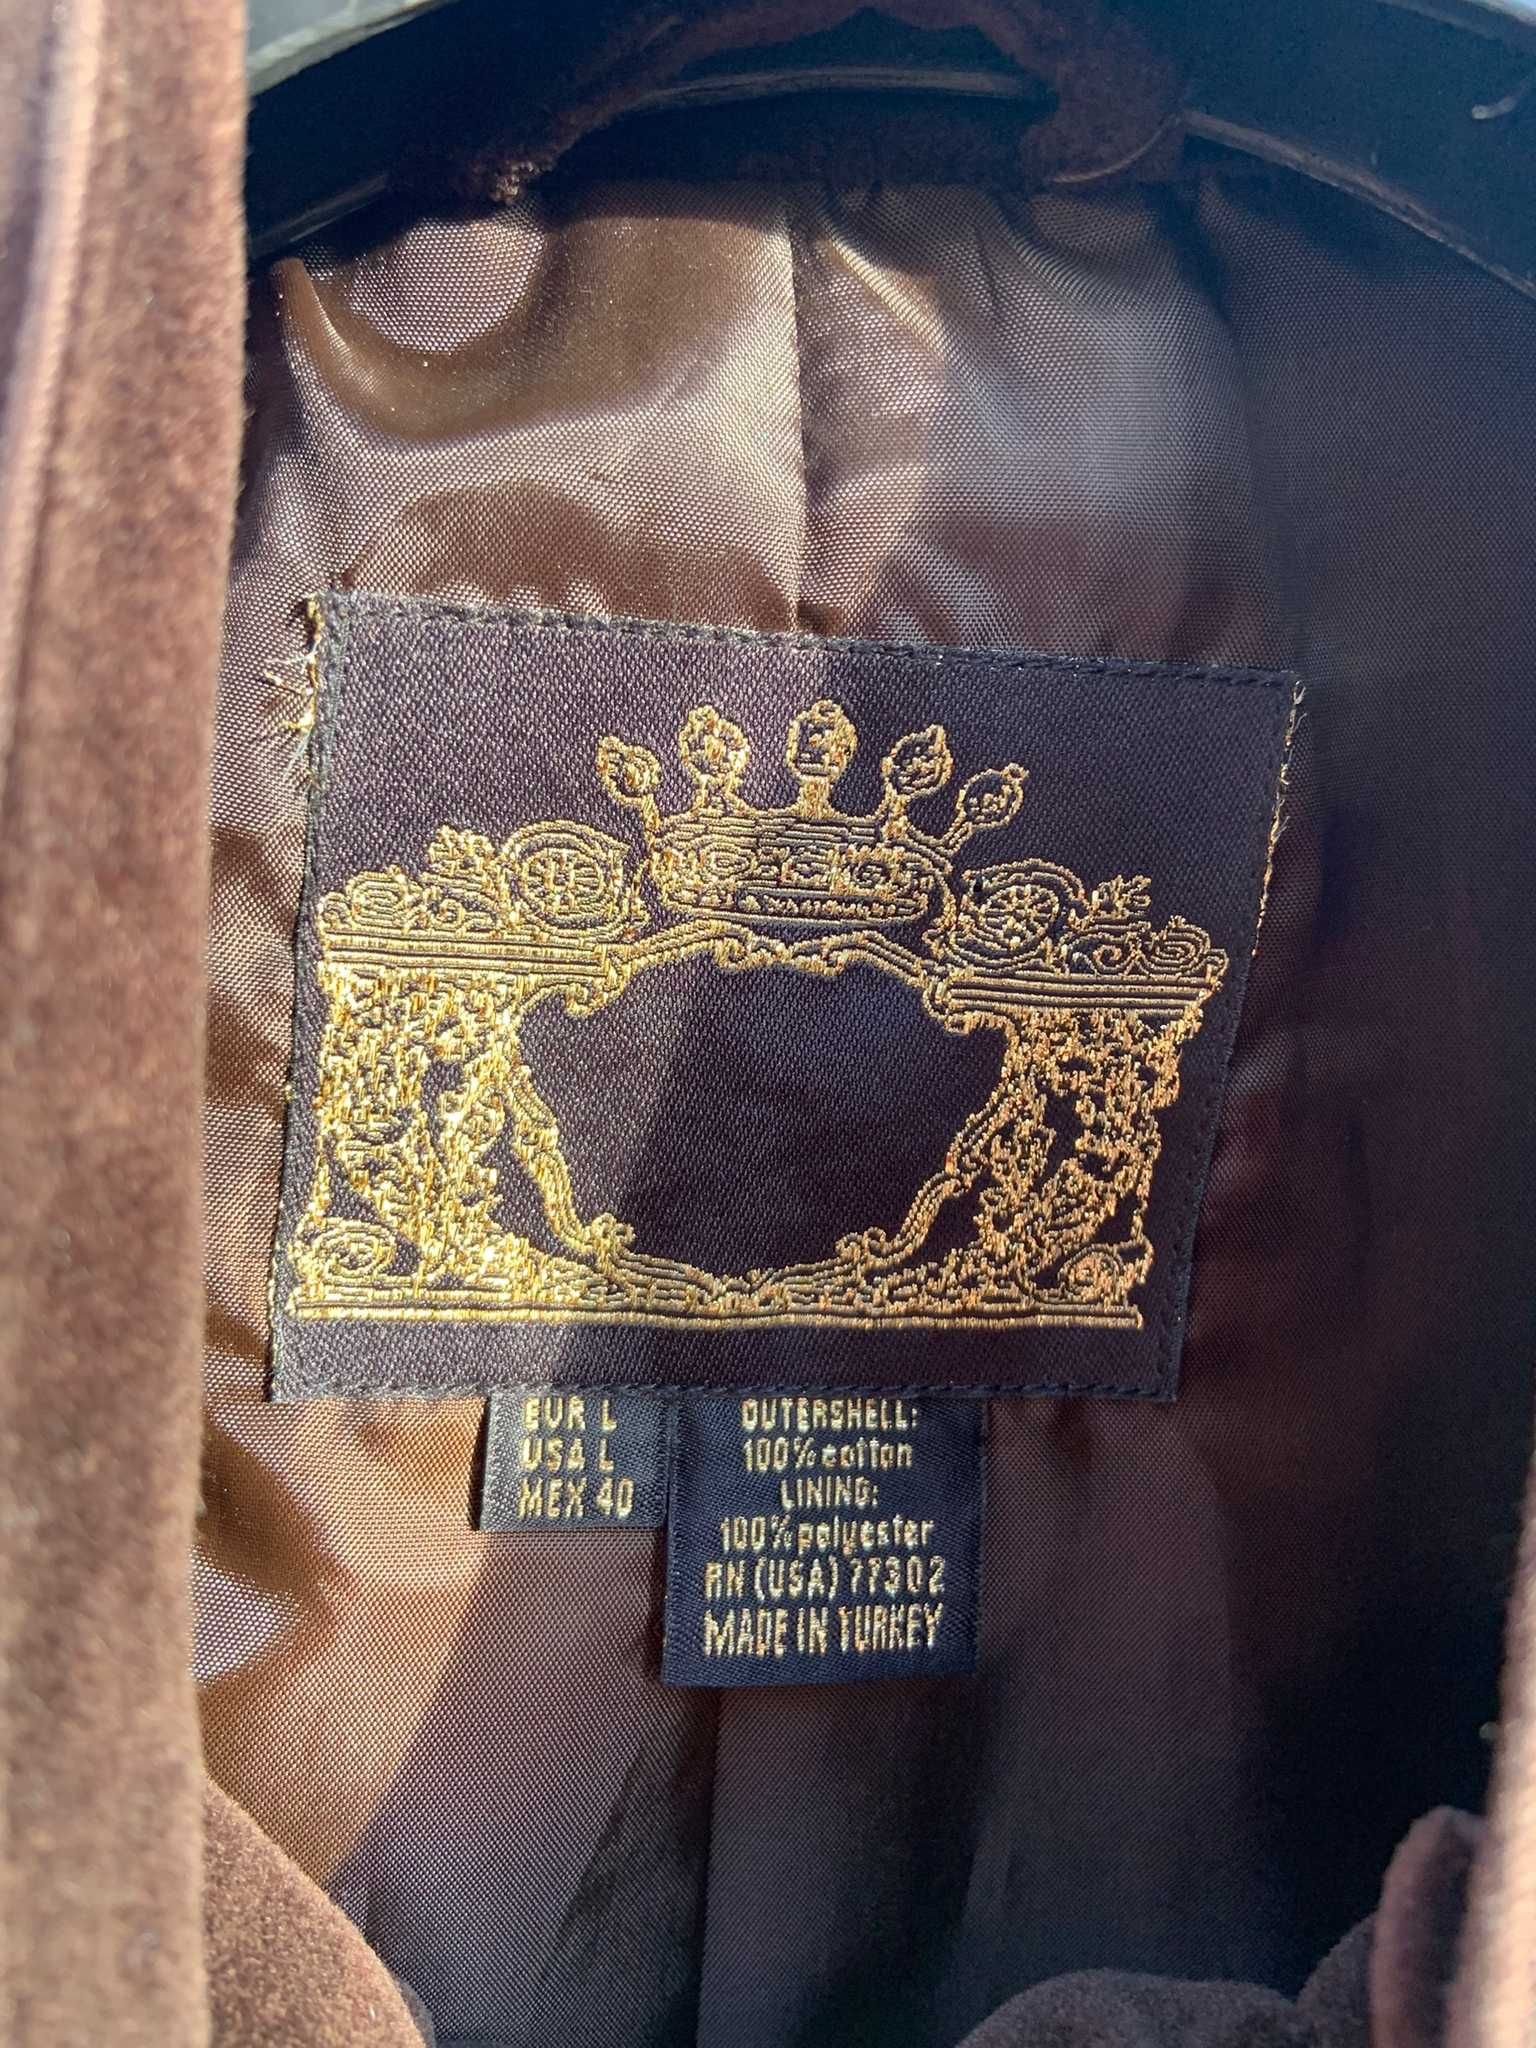 EUR L
USA L
MEX 40
OUTERSHELL:
100% cotton
LINING:
100% polyester
RN (USA) 77302
MADE IN TURKEY